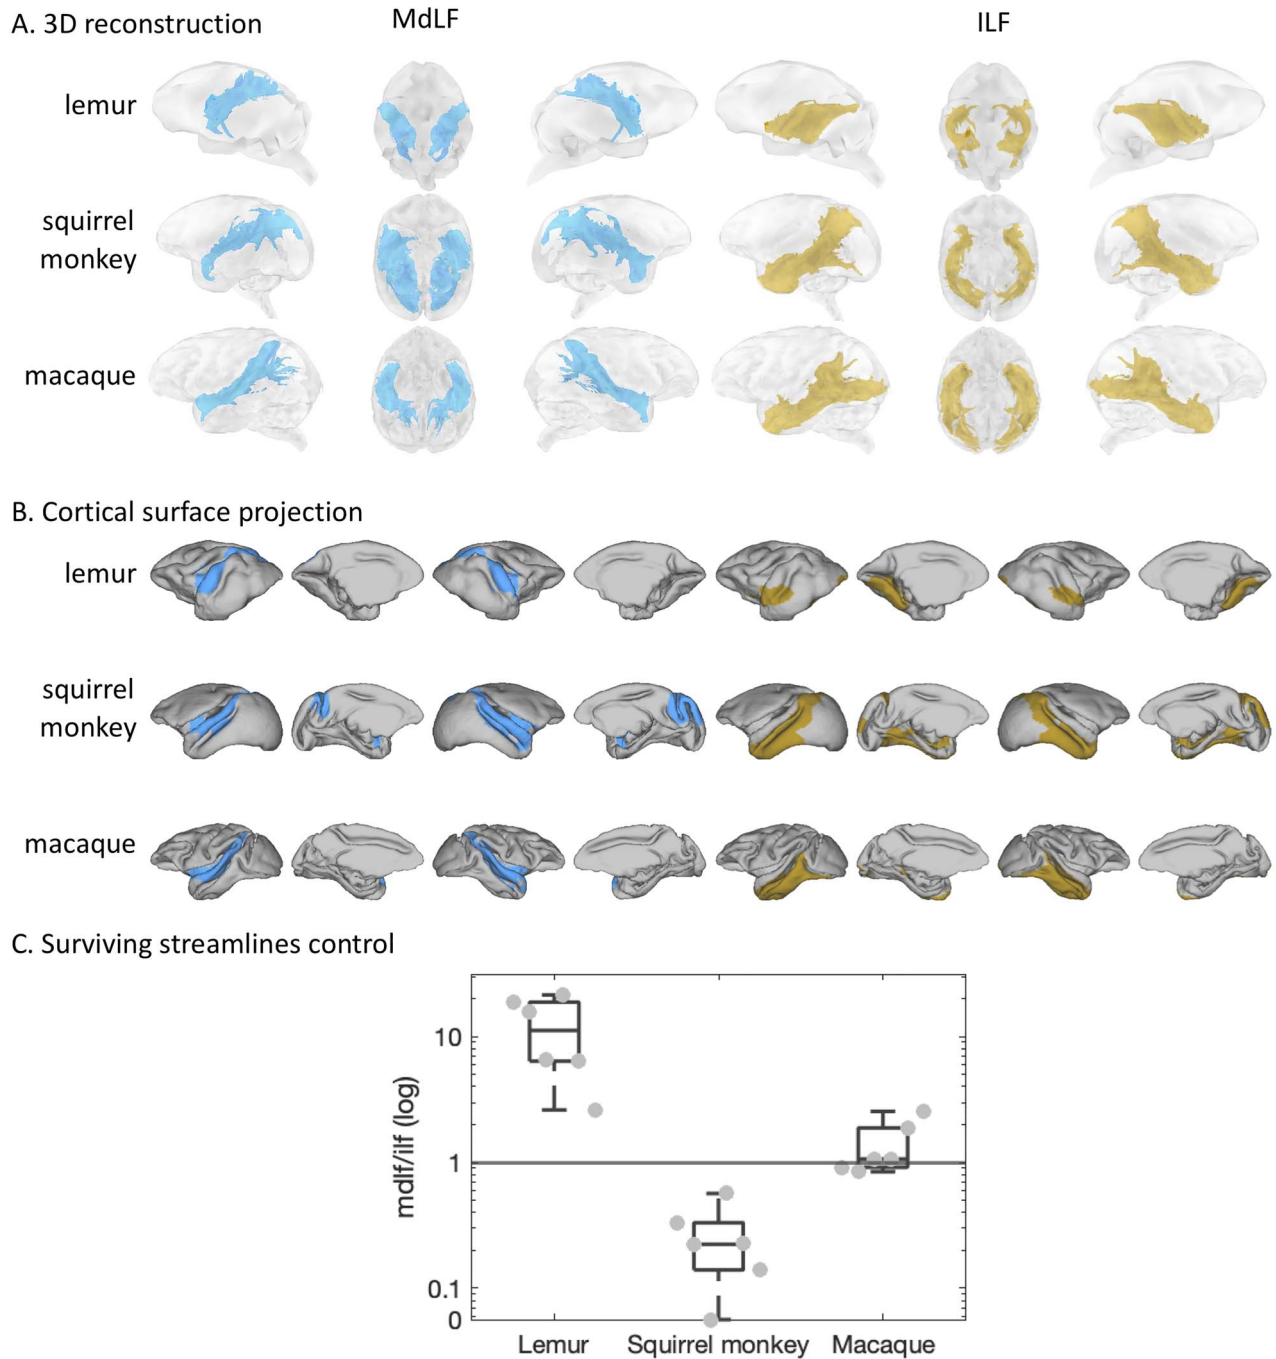 A. 3D reconstruction
MdLF
ILF
lemur
squirrel
monkey
macaque
B. Cortical surface projection
lemur
squirrel
monkey
macaque
C. Surviving streamlines control
mdlf/ilf (log)
10
1
0.1
0
Lemur
Squirrel monkey
Macaque